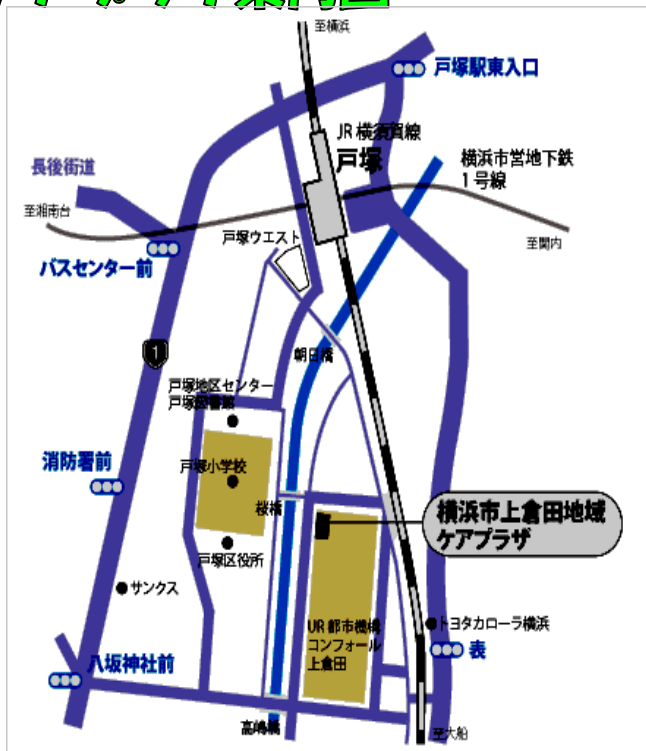 至横浜
戸塚駅東入口
JR横須賀線
戸塚
横浜市営地下鉄
1号線
長後街道
至湘南台
戸塚ウエスト
至関内
バスセンター前
1
朝日橋
戸塚地区センター
戸塚図書館
消防署前
戸塚小学校
桜橋
横浜市上倉田地域
ケアプラザ
戸塚区役所
サンクス
UR都市機構
コンフォール
上倉田
トヨタカローラ横浜
表
八坂神社前
高嶋橋
至大船